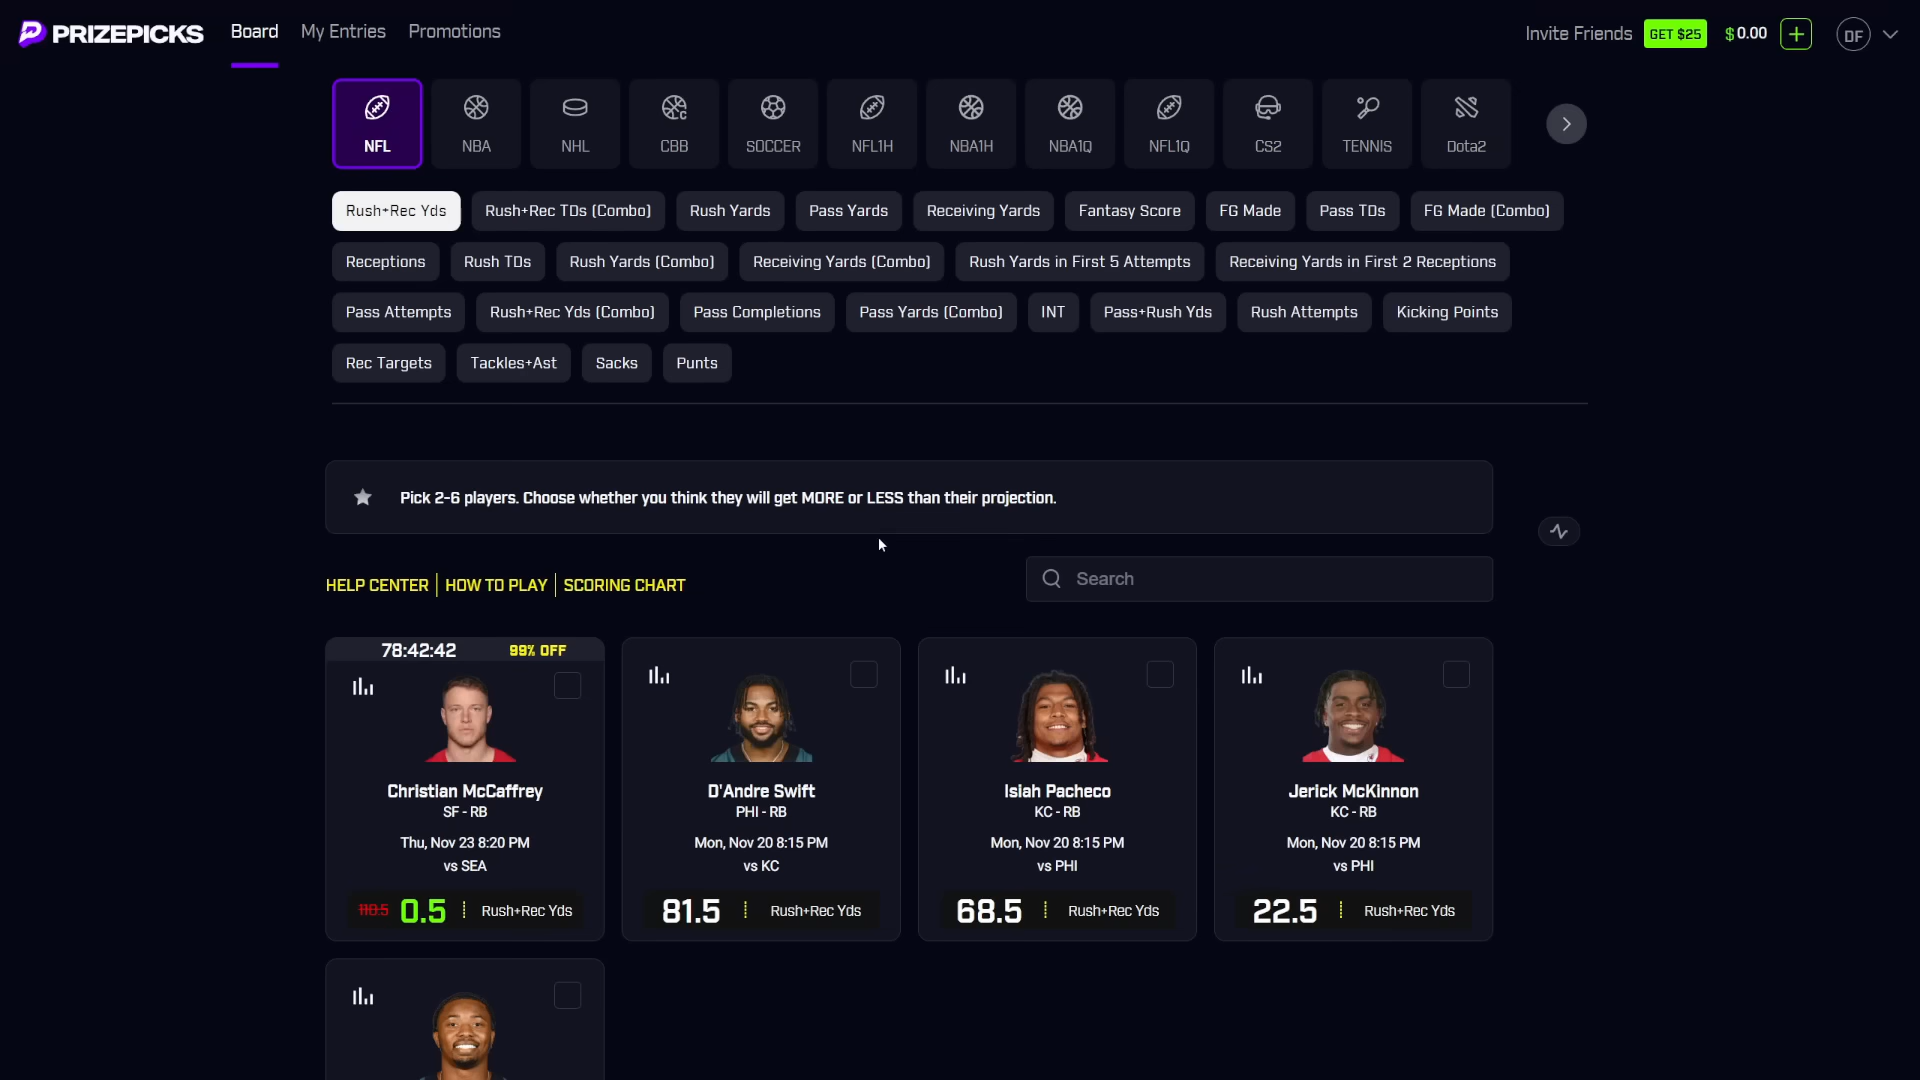 PRIZEPICKS Board My Entries Promotions Invite Friends GET $25 $0.00 DF
NFL NBA NHL CBB SOCCER NFL1H NBA1H NBA1Q NFL1Q CS2 TENNIS Dota2
Rush+Rec Yds Rush+Rec TDs (Combo) Rush Yards Pass Yards Receiving Yards Fantasy Score FG Made Pass TDs FG Made (Combo)
Receptions Rush TDs Rush Yards (Combo) Receiving Yards (Combo) Rush Yards in First 5 Attempts Receiving Yards in First 2 Receptions
Pass Attempts Rush+Rec Yds (Combo) Pass Completions Pass Yards (Combo) INT Pass+Rush Yds Rush Attempts Kicking Points
Rec Targets Tackles+Ast Sacks Punts
Pick 2-6 players. Choose whether you think they will get MORE or LESS than their projection.
HELP CENTER HOW TO PLAY SCORING CHART Search
78:42:42 99% OFF
Christian McCaffrey
SF - RB
Thu, Nov 23 8:20 PM
vs SEA
110.5 0.5 Rush+Rec Yds
D'Andre Swift
PHI - RB
Mon, Nov 20 8:15 PM
vs KC
81.5 Rush+Rec Yds
Isiah Pacheco
KC - RB
Mon, Nov 20 8:15 PM
vs PHI
68.5 Rush+Rec Yds
Jerick McKinnon
KC - RB
Mon, Nov 20 8:15 PM
vs PHI
22.5 Rush+Rec Yds